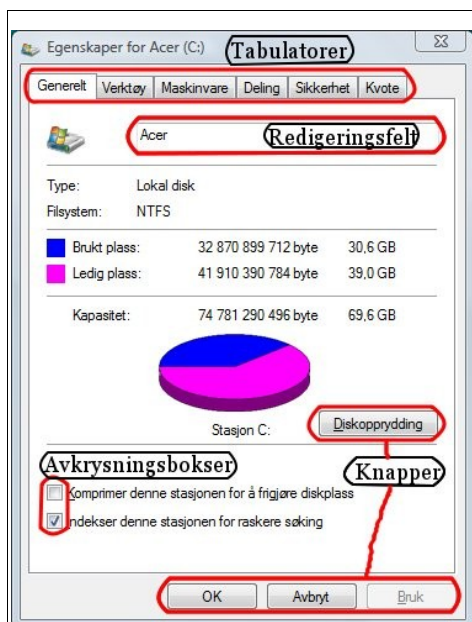 Egenskaper for Acer (C:) Tabulatorer
Generelt Verktøy Maskinvare Deling Sikkerhet Kvote
Acer Redigeringsfelt
Type: Lokal disk
Filsystem: NTFS
Brukt plass: 32 870 899 712 byte 30,6 GB
Ledig plass: 41 910 390 784 byte 39,0 GB
Kapasitet: 74 781 290 496 byte 69,6 GB
Stasjon C: Diskopprydding
Avkrysningsbokser Knapper
Komprimer denne stasjonen for å frigjøre diskplass
Indekser denne stasjonen for raskere søking
OK Avbryt Bruk